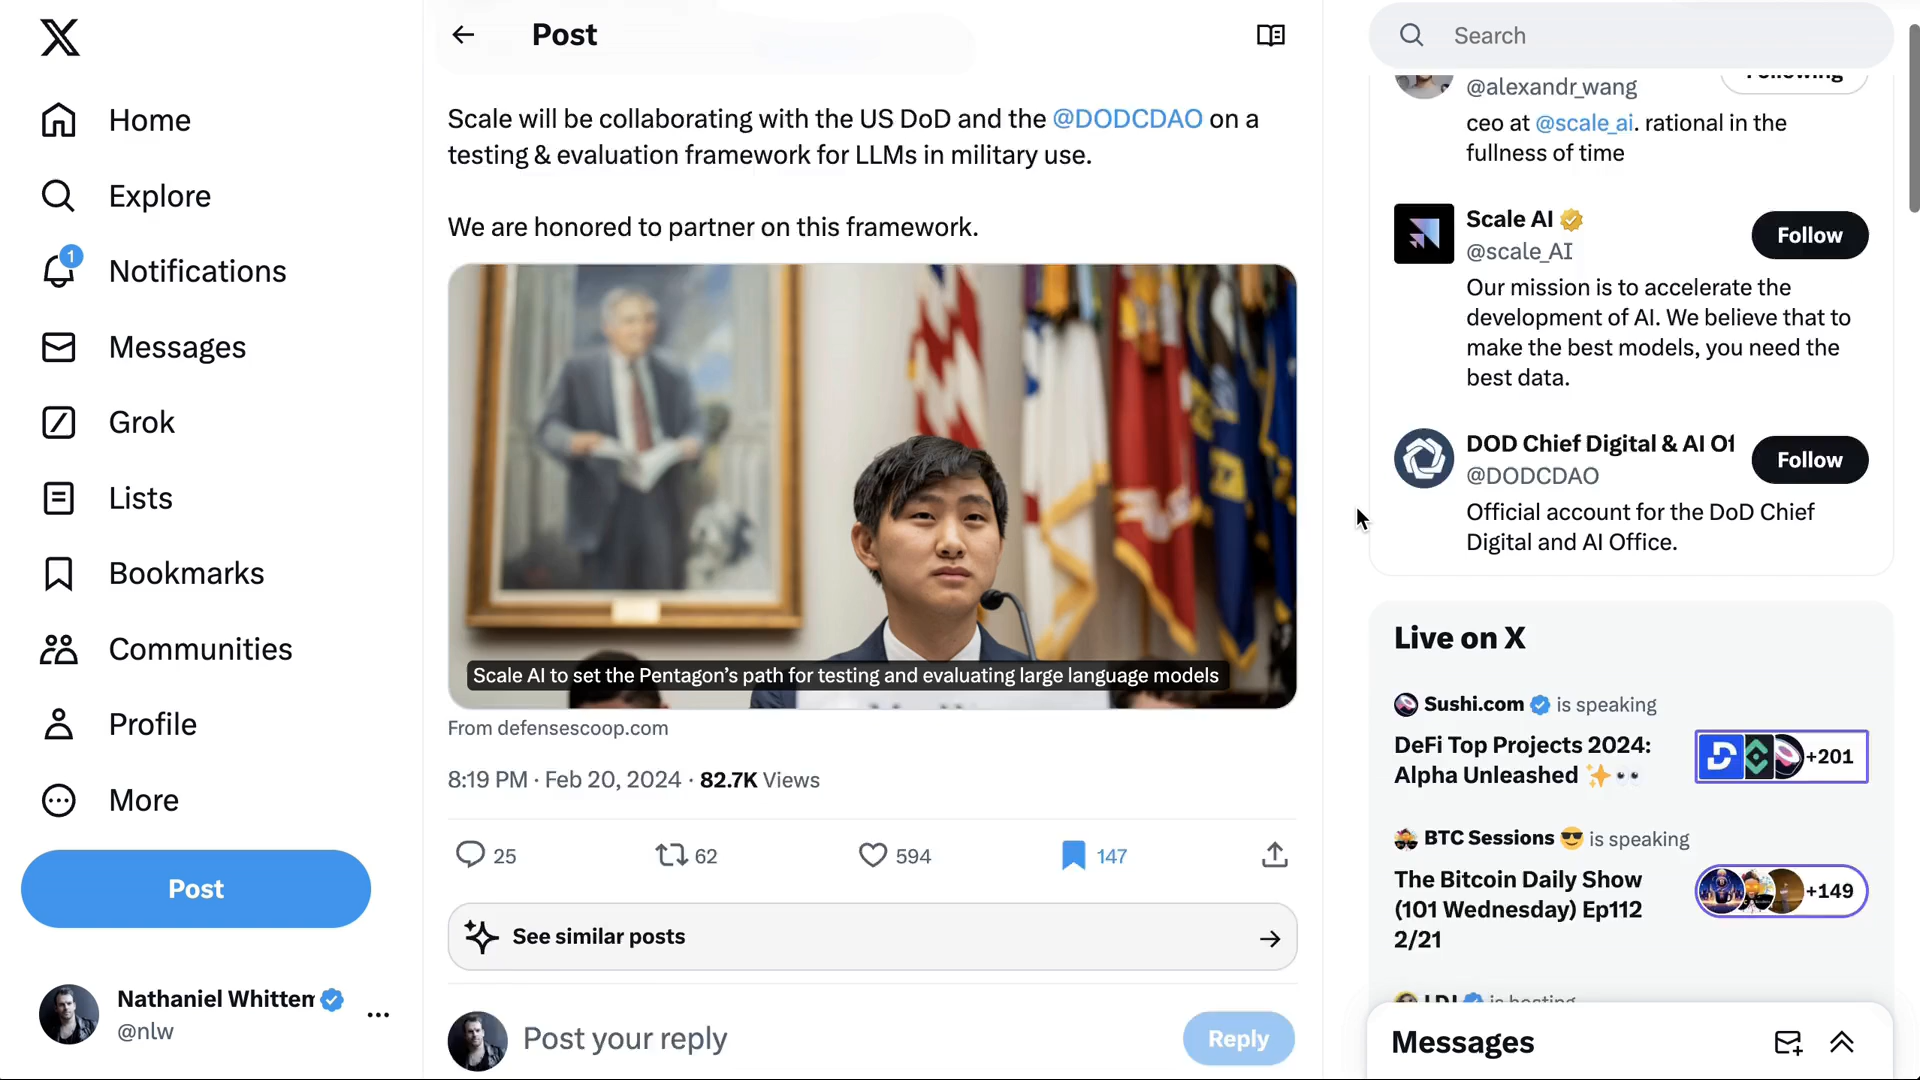 Home
Explore
1
Notifications
Messages
Grok
Lists
Bookmarks
Communities
Profile
More
Post
Nathaniel Whittem
@nlw
Post
Scale will be collaborating with the US DoD and the @DODCDAO on a
testing & evaluation framework for LLMs in military use.
We are honored to partner on this framework.
Scale AI to set the Pentagon's path for testing and evaluating large language models
From defensescoop.com
8:19 PM · Feb 20, 2024 · 82.7K Views
25 62 594 147
See similar posts
Post your reply
Reply
Search
Following
@alexandr_wang
ceo at @scale_ai. rational in the
fullness of time
Scale AI
@scale_AI
Follow
Our mission is to accelerate the
development of AI. We believe that to
make the best models, you need the
best data.
DOD Chief Digital & AI Of
@DODCDAO
Follow
Official account for the DoD Chief
Digital and AI Office.
Live on X
Sushi.com is speaking
DeFi Top Projects 2024:
Alpha Unleashed ✨👀
+201
BTC Sessions 😎 is speaking
The Bitcoin Daily Show
(101 Wednesday) Ep112
2/21
+149
is hosting
Messages